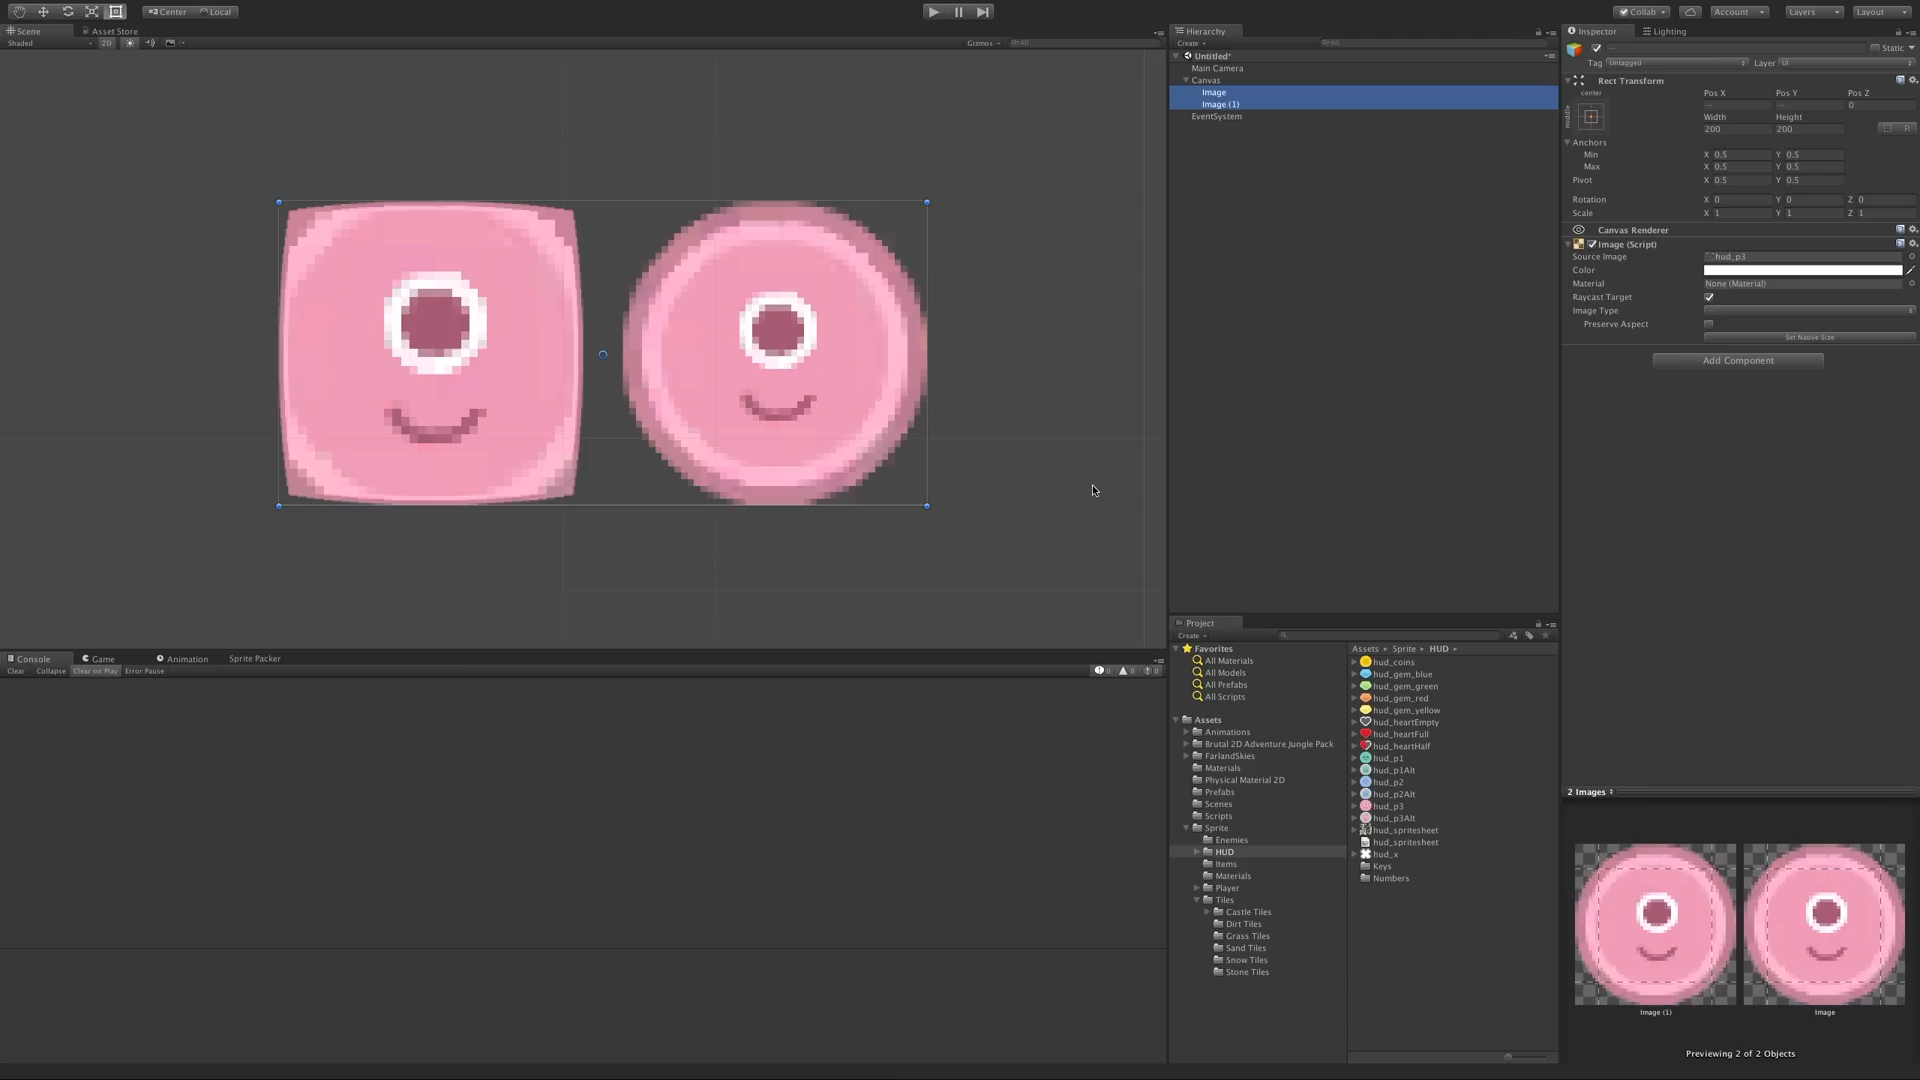 Center
Local
Collab
Account
Layers
Layout
Scene
Asset Store
Shaded
2D
Gizmos
All
Hierarchy
Create
All
Untitled*
Main Camera
Canvas
Image
Image (1)
EventSystem
Inspector
Lighting
Static
Tag Untagged
Layer UI
Rect Transform
center
middle
Pos X Pos Y Pos Z
0
Width Height
200 200
R
Anchors
Min X 0.5 Y 0.5
Max X 0.5 Y 0.5
Pivot X 0.5 Y 0.5
Rotation X 0 Y 0 Z 0
Scale X 1 Y 1 Z 1
Canvas Renderer
Image (Script)
Source Image hud_p3
Color
Material None (Material)
Raycast Target
Image Type
Preserve Aspect
Set Native Size
Add Component
Console
Game
Animation
Sprite Packer
Clear
Collapse
Clear on Play
Error Pause
0
0
0
Project
Create
Favorites
All Materials
All Models
All Prefabs
All Scripts
Assets
Animations
Brutal 2D Adventure Jungle Pack
FarlandSkies
Materials
Physical Material 2D
Prefabs
Scenes
Scripts
Sprite
Enemies
HUD
Items
Materials
Player
Tiles
Castle Tiles
Dirt Tiles
Grass Tiles
Sand Tiles
Snow Tiles
Stone Tiles
Assets Sprite HUD
hud_coins
hud_gem_blue
hud_gem_green
hud_gem_red
hud_gem_yellow
hud_heartEmpty
hud_heartFull
hud_heartHalf
hud_p1
hud_p1Alt
hud_p2
hud_p2Alt
hud_p3
hud_p3Alt
hud_spritesheet
hud_spritesheet
hud_x
Keys
Numbers
2 Images
Image (1)
Image
Previewing 2 of 2 Objects